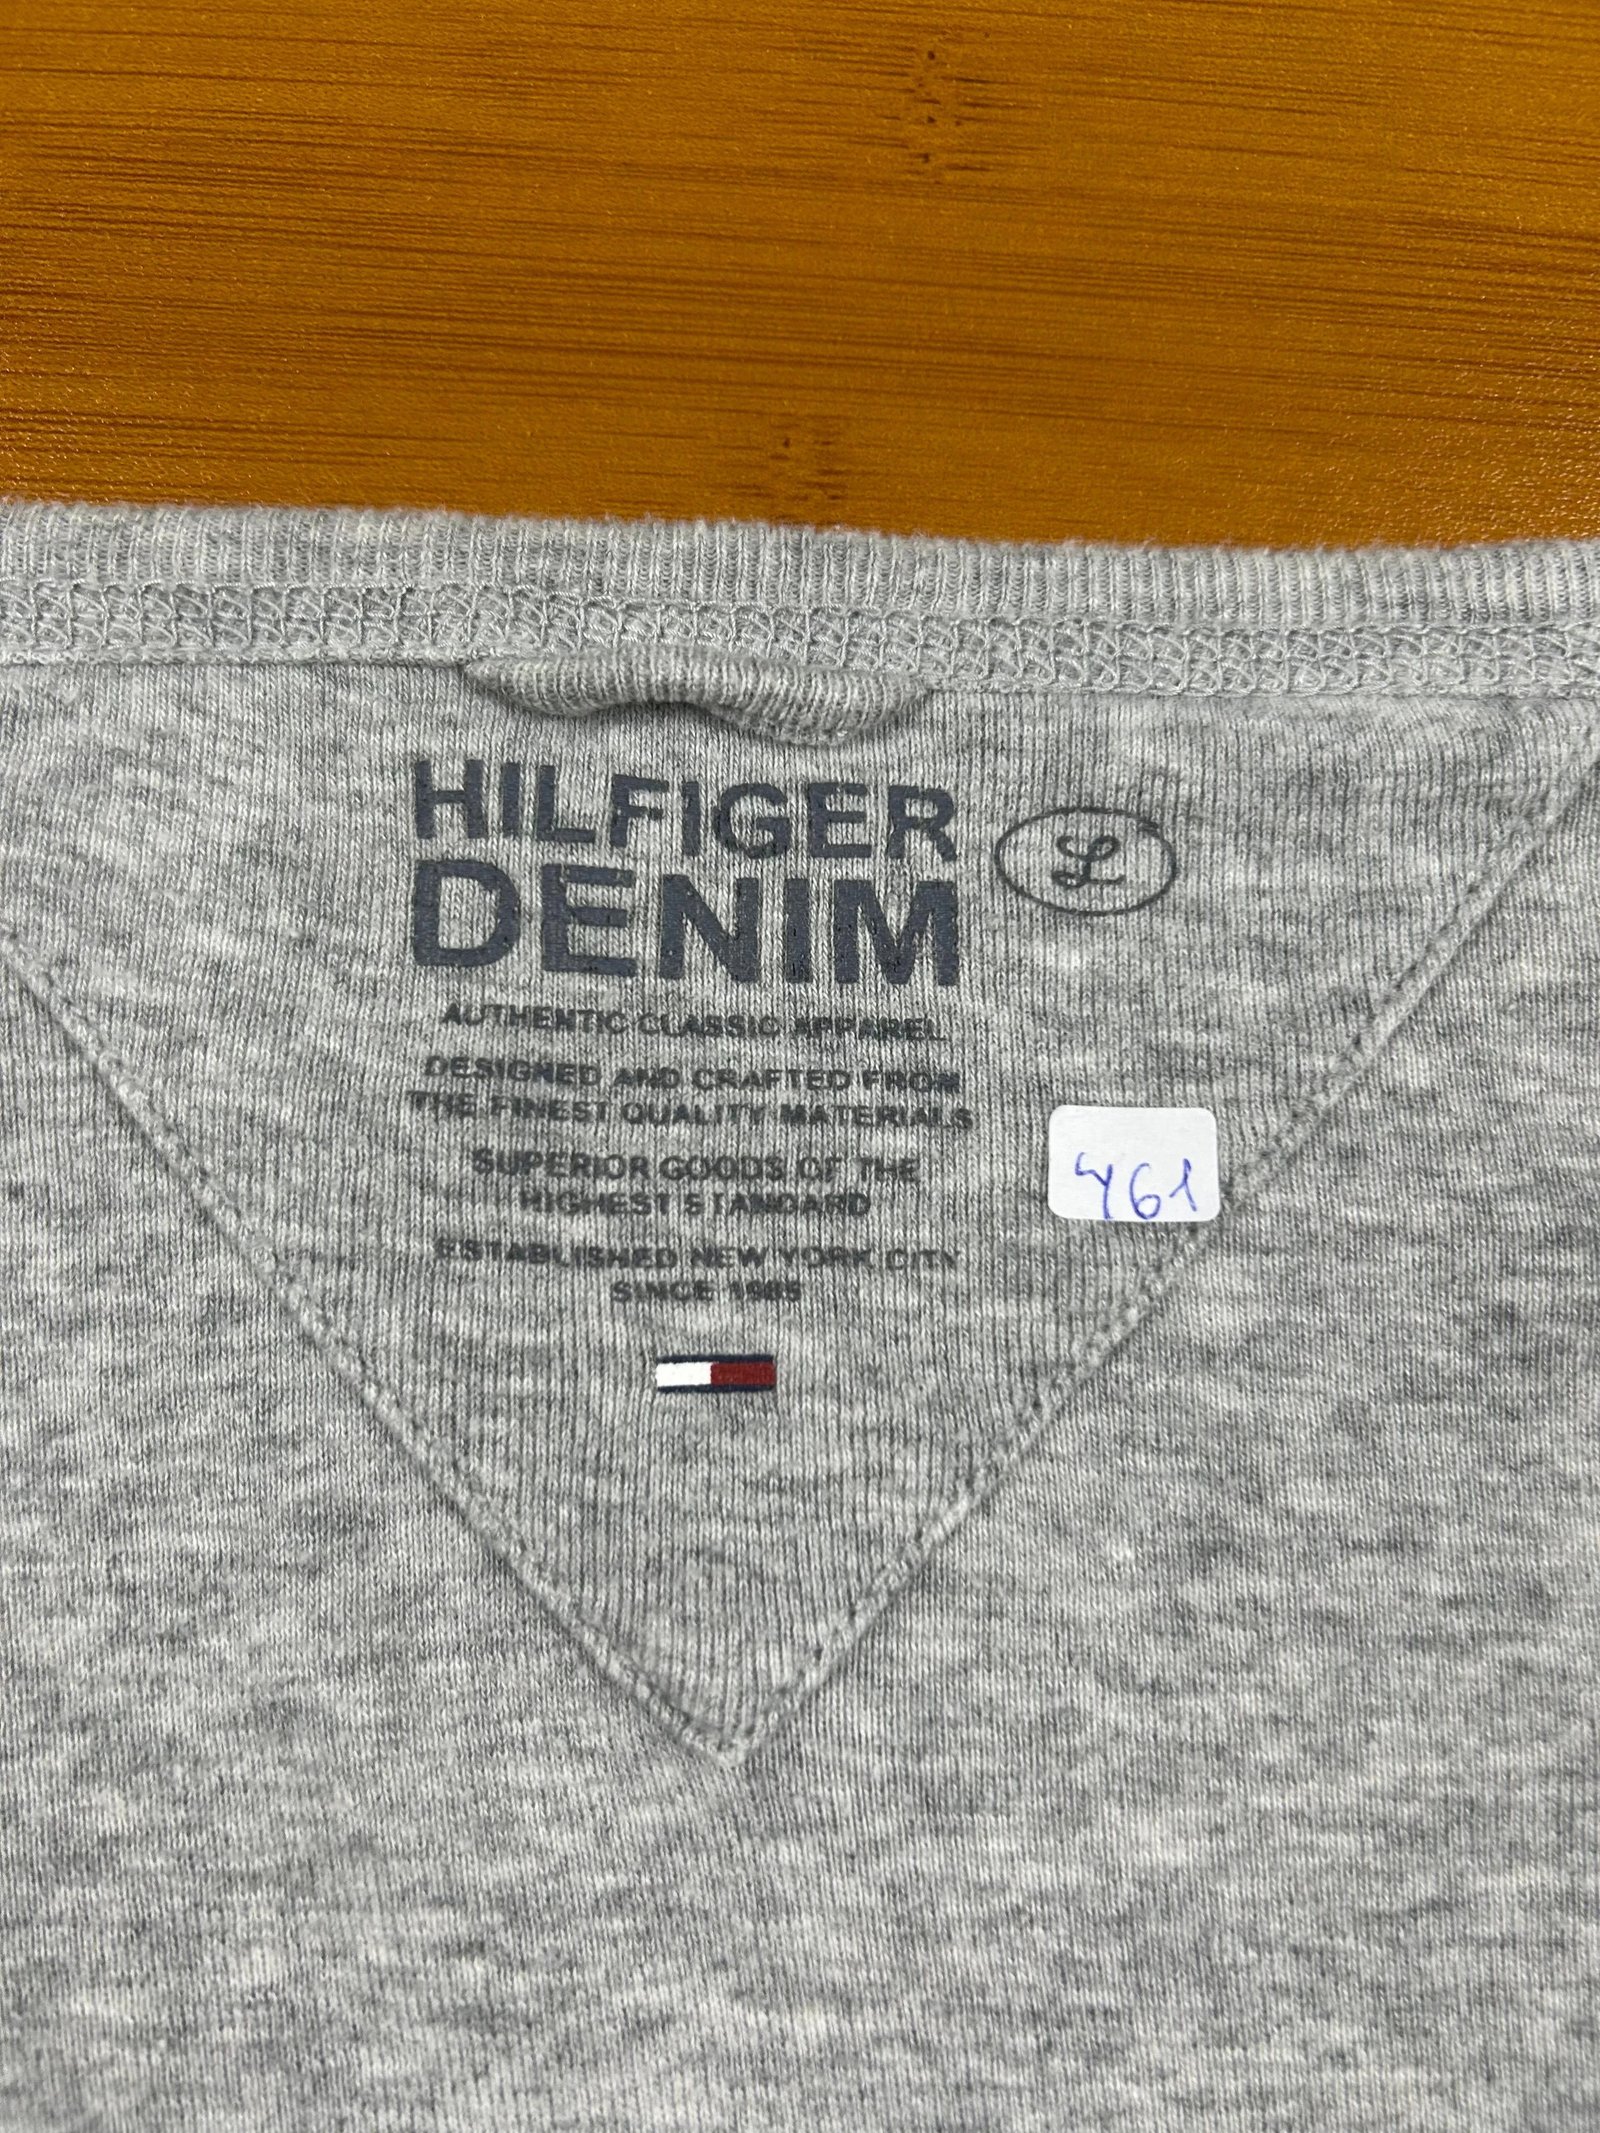 HILFIGER
DENIM
L
AUTHENTIC CLASSIC APPAREL
DESIGNED AND CRAFTED FROM
THE FINEST QUALITY MATERIALS
SUPERIOR GOODS OF THE
HIGHEST STANDARD
ESTABLISHED NEW YORK CITY
SINCE 1985
461